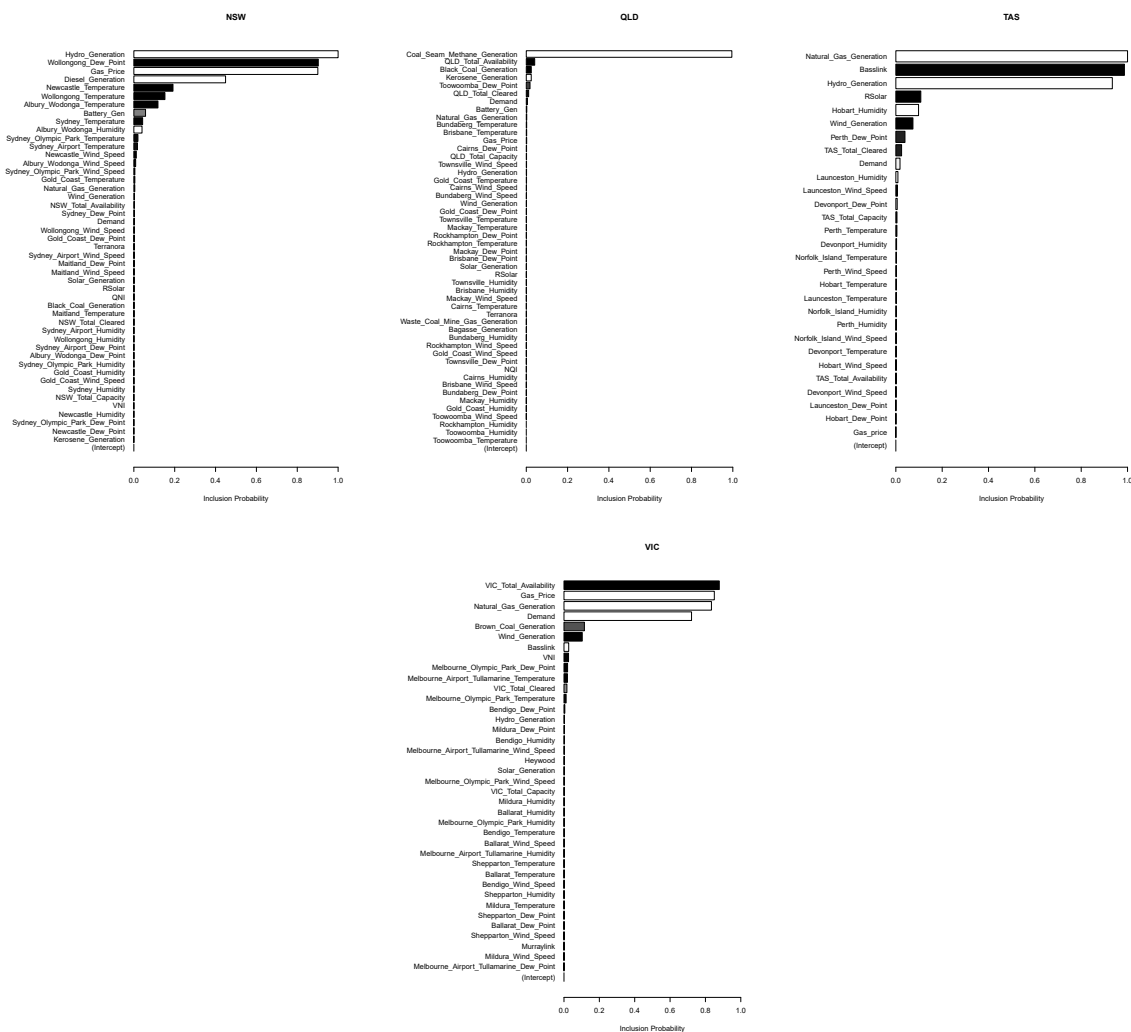 NSW
Hydro_Generation
Wollongong_Dew_Point
Gas_Price
Diesel_Generation
Newcastle_Temperature
Wollongong_Temperature
Albury_Wodonga_Temperature
Battery_Gen
Sydney_Temperature
Albury_Wodonga_Humidity
Sydney_Olympic_Park_Temperature
Sydney_Airport_Temperature
Newcastle_Wind_Speed
Albury_Wodonga_Wind_Speed
Sydney_Olympic_Park_Wind_Speed
Gold_Coast_Temperature
Natural_Gas_Generation
Wind_Generation
NSW_Total_Availability
Sydney_Dew_Point
Demand
Wollongong_Wind_Speed
Gold_Coast_Dew_Point
Terranora
Sydney_Airport_Wind_Speed
Maitland_Dew_Point
Maitland_Wind_Speed
Solar_Generation
RSolar
QNI
Black_Coal_Generation
Maitland_Temperature
NSW_Total_Cleared
Sydney_Airport_Humidity
Wollongong_Humidity
Sydney_Airport_Dew_Point
Albury_Wodonga_Dew_Point
Sydney_Olympic_Park_Humidity
Gold_Coast_Humidity
Gold_Coast_Wind_Speed
Sydney_Humidity
NSW_Total_Capacity
VNI
Newcastle_Humidity
Sydney_Olympic_Park_Dew_Point
Newcastle_Dew_Point
Kerosene_Generation
(Intercept)
0.0 0.2 0.4 0.6 0.8 1.0
Inclusion Probability
QLD
Coal_Seam_Methane_Generation
QLD_Total_Availability
Black_Coal_Generation
Kerosene_Generation
Toowoomba_Dew_Point
QLD_Total_Cleared
Demand
Battery_Gen
Natural_Gas_Generation
Bundaberg_Temperature
Brisbane_Temperature
Gas_Price
Cairns_Dew_Point
QLD_Total_Capacity
Townsville_Wind_Speed
Hydro_Generation
Gold_Coast_Temperature
Cairns_Wind_Speed
Bundaberg_Wind_Speed
Wind_Generation
Gold_Coast_Dew_Point
Townsville_Temperature
Mackay_Temperature
Rockhampton_Dew_Point
Rockhampton_Temperature
Mackay_Dew_Point
Brisbane_Dew_Point
Solar_Generation
RSolar
Townsville_Humidity
Brisbane_Humidity
Mackay_Wind_Speed
Cairns_Temperature
Terranora
Waste_Coal_Mine_Gas_Generation
Bagasse_Generation
Bundaberg_Humidity
Rockhampton_Wind_Speed
Gold_Coast_Wind_Speed
Townsville_Dew_Point
NQI
Cairns_Humidity
Brisbane_Wind_Speed
Bundaberg_Dew_Point
Mackay_Humidity
Gold_Coast_Humidity
Toowoomba_Wind_Speed
Rockhampton_Humidity
Toowoomba_Humidity
Toowoomba_Temperature
(Intercept)
0.0 0.2 0.4 0.6 0.8 1.0
Inclusion Probability
TAS
Natural_Gas_Generation
Basslink
Hydro_Generation
RSolar
Hobart_Humidity
Wind_Generation
Perth_Dew_Point
TAS_Total_Cleared
Demand
Launceston_Humidity
Launceston_Wind_Speed
Devonport_Dew_Point
TAS_Total_Capacity
Perth_Temperature
Devonport_Humidity
Norfolk_Island_Temperature
Perth_Wind_Speed
Hobart_Temperature
Launceston_Temperature
Norfolk_Island_Humidity
Perth_Humidity
Norfolk_Island_Wind_Speed
Devonport_Temperature
Hobart_Wind_Speed
TAS_Total_Availability
Devonport_Wind_Speed
Launceston_Dew_Point
Hobart_Dew_Point
Gas_price
(Intercept)
0.0 0.2 0.4 0.6 0.8 1.0
Inclusion Probability
VIC
VIC_Total_Availability
Gas_Price
Natural_Gas_Generation
Demand
Brown_Coal_Generation
Wind_Generation
Basslink
VNI
Melbourne_Olympic_Park_Dew_Point
Melbourne_Airport_Tullamarine_Temperature
VIC_Total_Cleared
Melbourne_Olympic_Park_Temperature
Bendigo_Dew_Point
Hydro_Generation
Mildura_Dew_Point
Bendigo_Humidity
Melbourne_Airport_Tullamarine_Wind_Speed
Heywood
Solar_Generation
Melbourne_Olympic_Park_Wind_Speed
VIC_Total_Capacity
Mildura_Humidity
Ballarat_Humidity
Melbourne_Olympic_Park_Humidity
Bendigo_Temperature
Ballarat_Wind_Speed
Melbourne_Airport_Tullamarine_Humidity
Shepparton_Temperature
Ballarat_Temperature
Bendigo_Wind_Speed
Shepparton_Humidity
Mildura_Temperature
Shepparton_Dew_Point
Ballarat_Dew_Point
Shepparton_Wind_Speed
Murraylink
Mildura_Wind_Speed
Melbourne_Airport_Tullamarine_Dew_Point
(Intercept)
0.0 0.2 0.4 0.6 0.8 1.0
Inclusion Probability